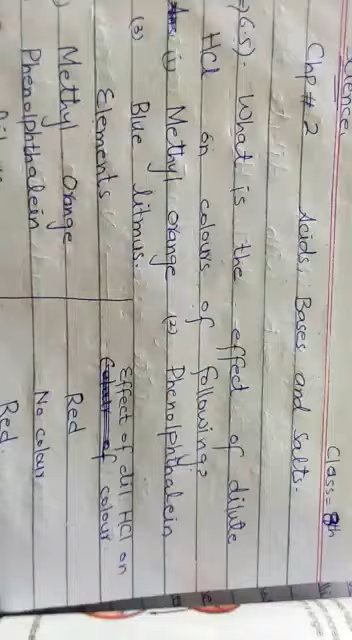 Science
Class= 8th
Chp # 2 Acids, Bases and Salts.
Q6.5). What is the effect of dilute
HCl on colours of following?
(1) Methyl orange (2) Phenolphthalein
(3) Blue litmus.
Elements Effect of dil HCl on
colour
Methyl Orange Red
Phenolphthalein No colour
Red